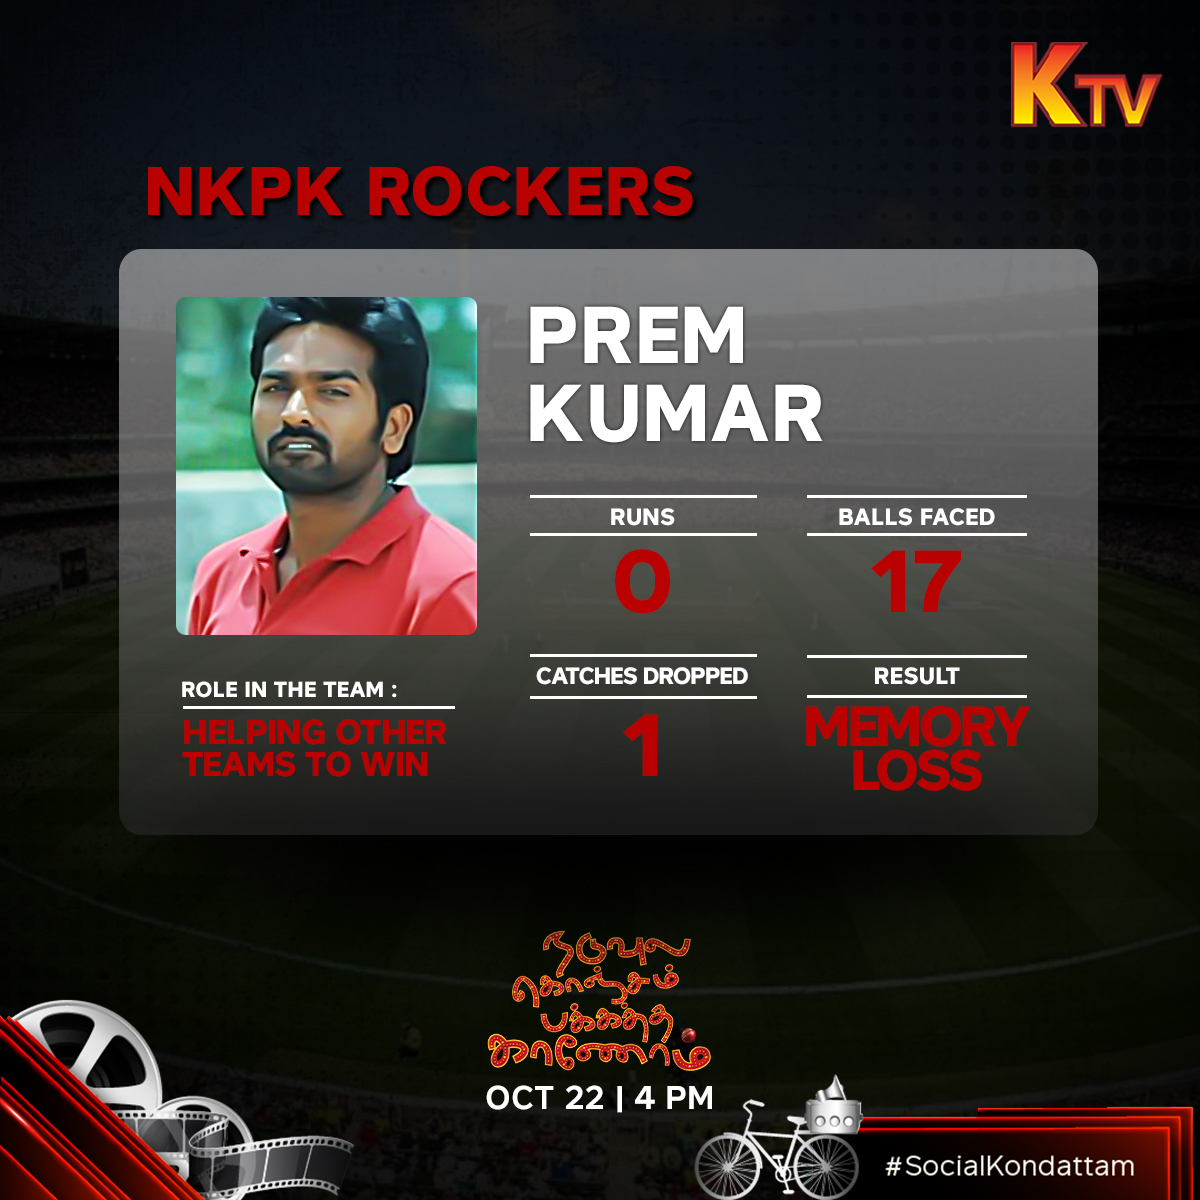 KTV
NKPK ROCKERS
PREM
KUMAR
RUNS
0
BALLS FACED
17
CATCHES DROPPED
1
RESULT
MEMORY
LOSS
ROLE IN THE TEAM :
HELPING OTHER
TEAMS TO WIN
நடுவுல
கொஞ்சம்
பக்கத்த
காணோம்
OCT 22 | 4 PM
#SocialKondattam